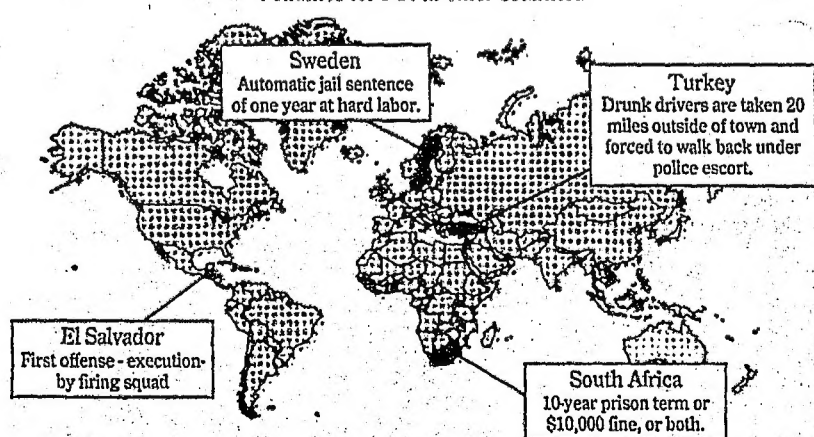 Sweden
Automatic jail sentence
of one year at hard labor.
Turkey
Drunk drivers are taken 20
miles outside of town and
forced to walk back under
police escort.
El Salvador
First offense - execution-
by firing squad
South Africa
10-year prison term or
$10,000 fine, or both.